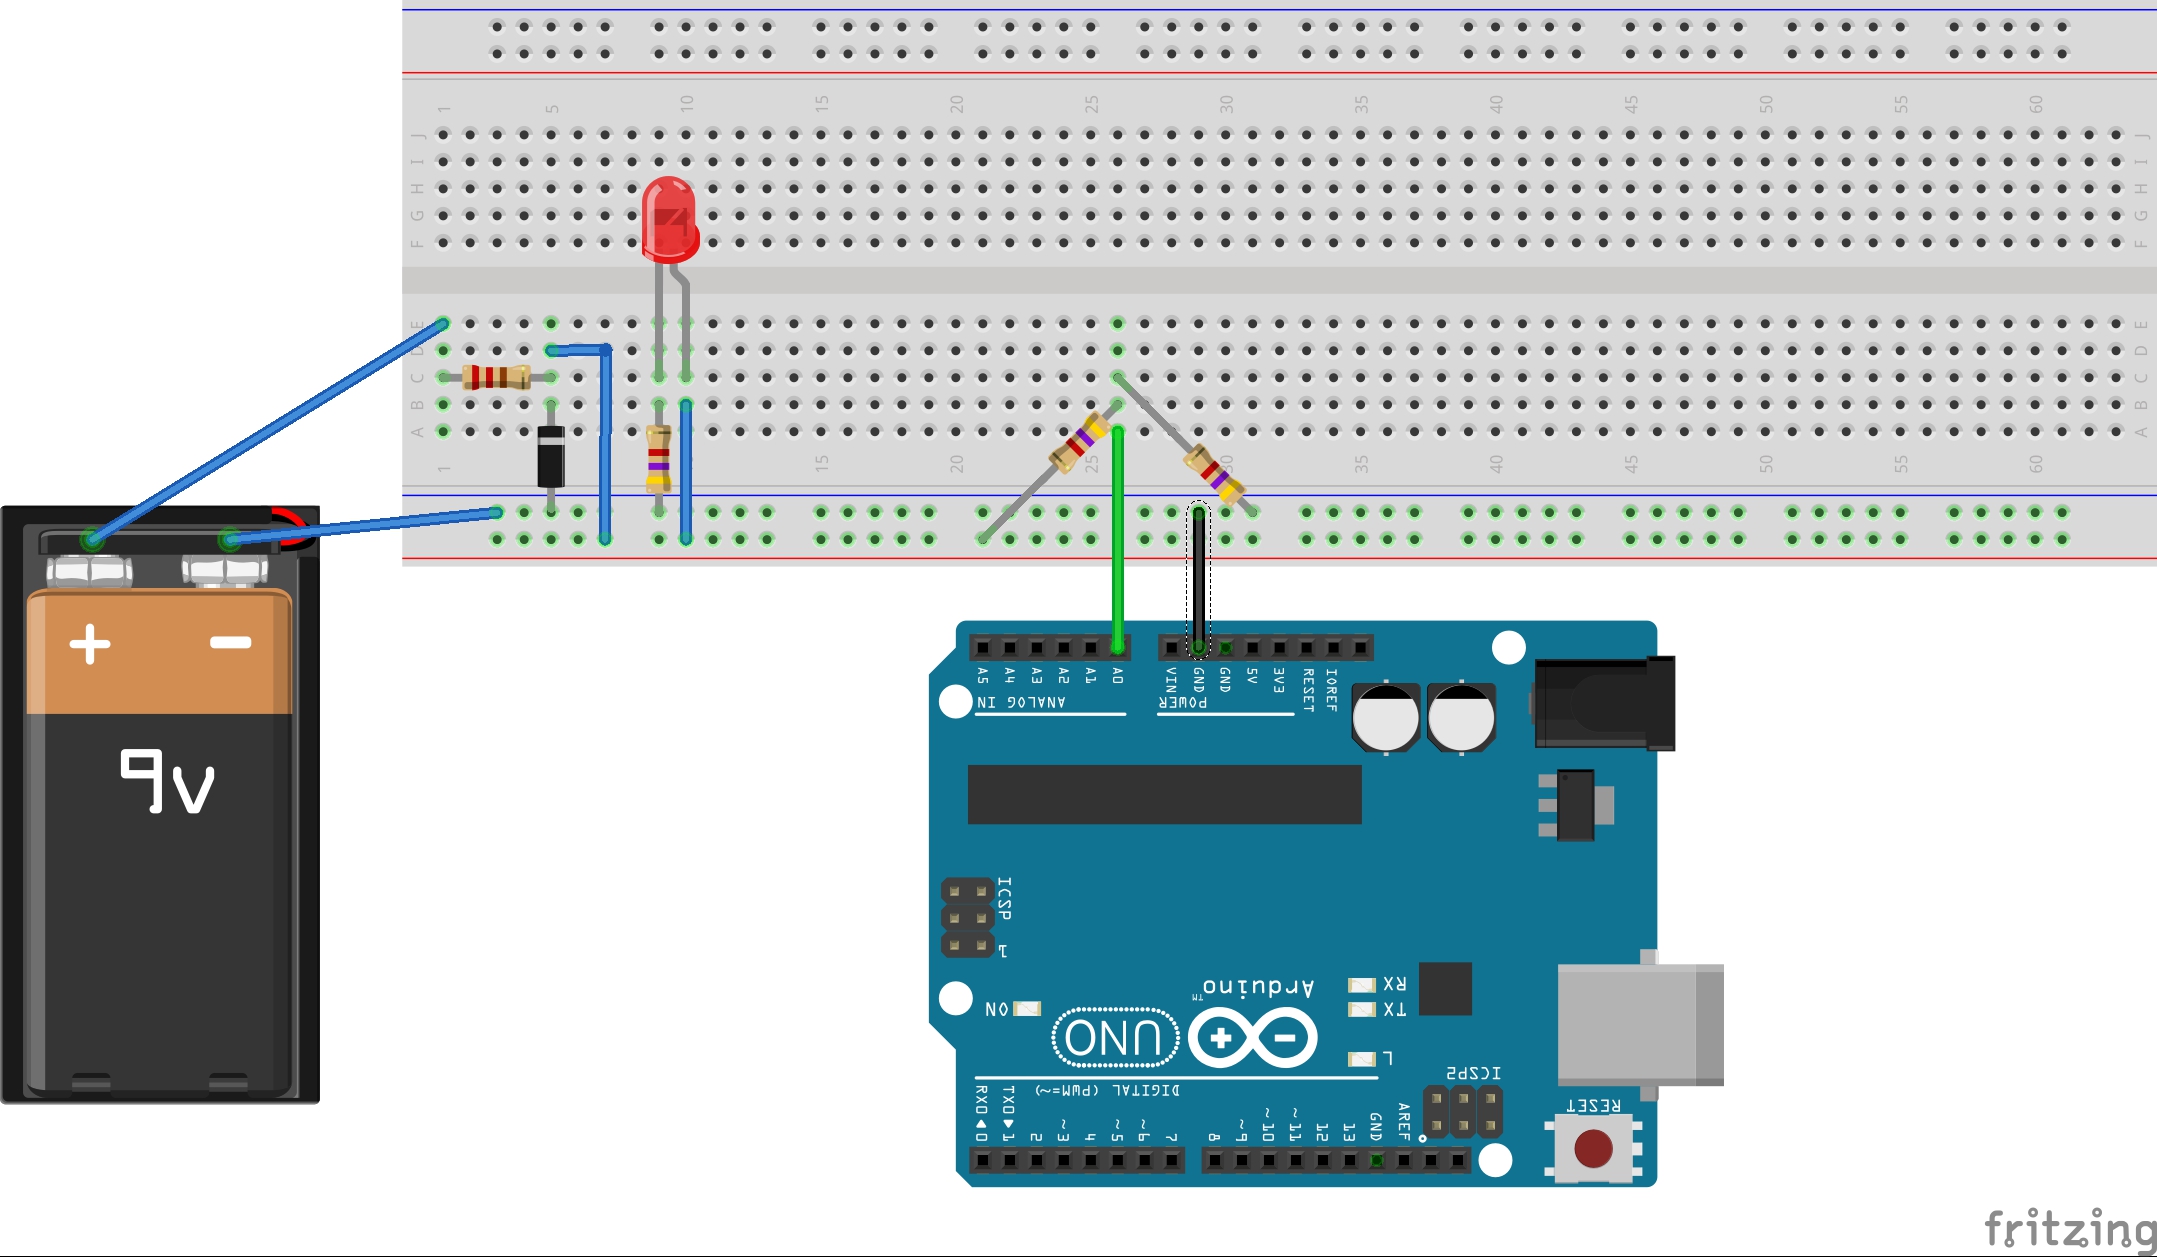 1 5 10 15 20 25 30 35 40 45 50 55 60
J J
I I
H H
G G
F F
E E
D D
C C
B B
A A
1 15 20 25 30 35 40 45 50 55 60
+ −
9v
A5 A4 A3 A2 A1 A0 VIN GND GND 5V 3V3 RESET IOREF
ANALOG IN POWER
ICSP
1
Arduino™
RX
TX
ON
UNO
L
ICSP2
DIGITAL (PWM=~)
RESET
RX0◀0 TX0▶1 2 ~3 4 ~5 ~6 7 8 ~9 ~10 ~11 12 13 GND AREF
fritzing